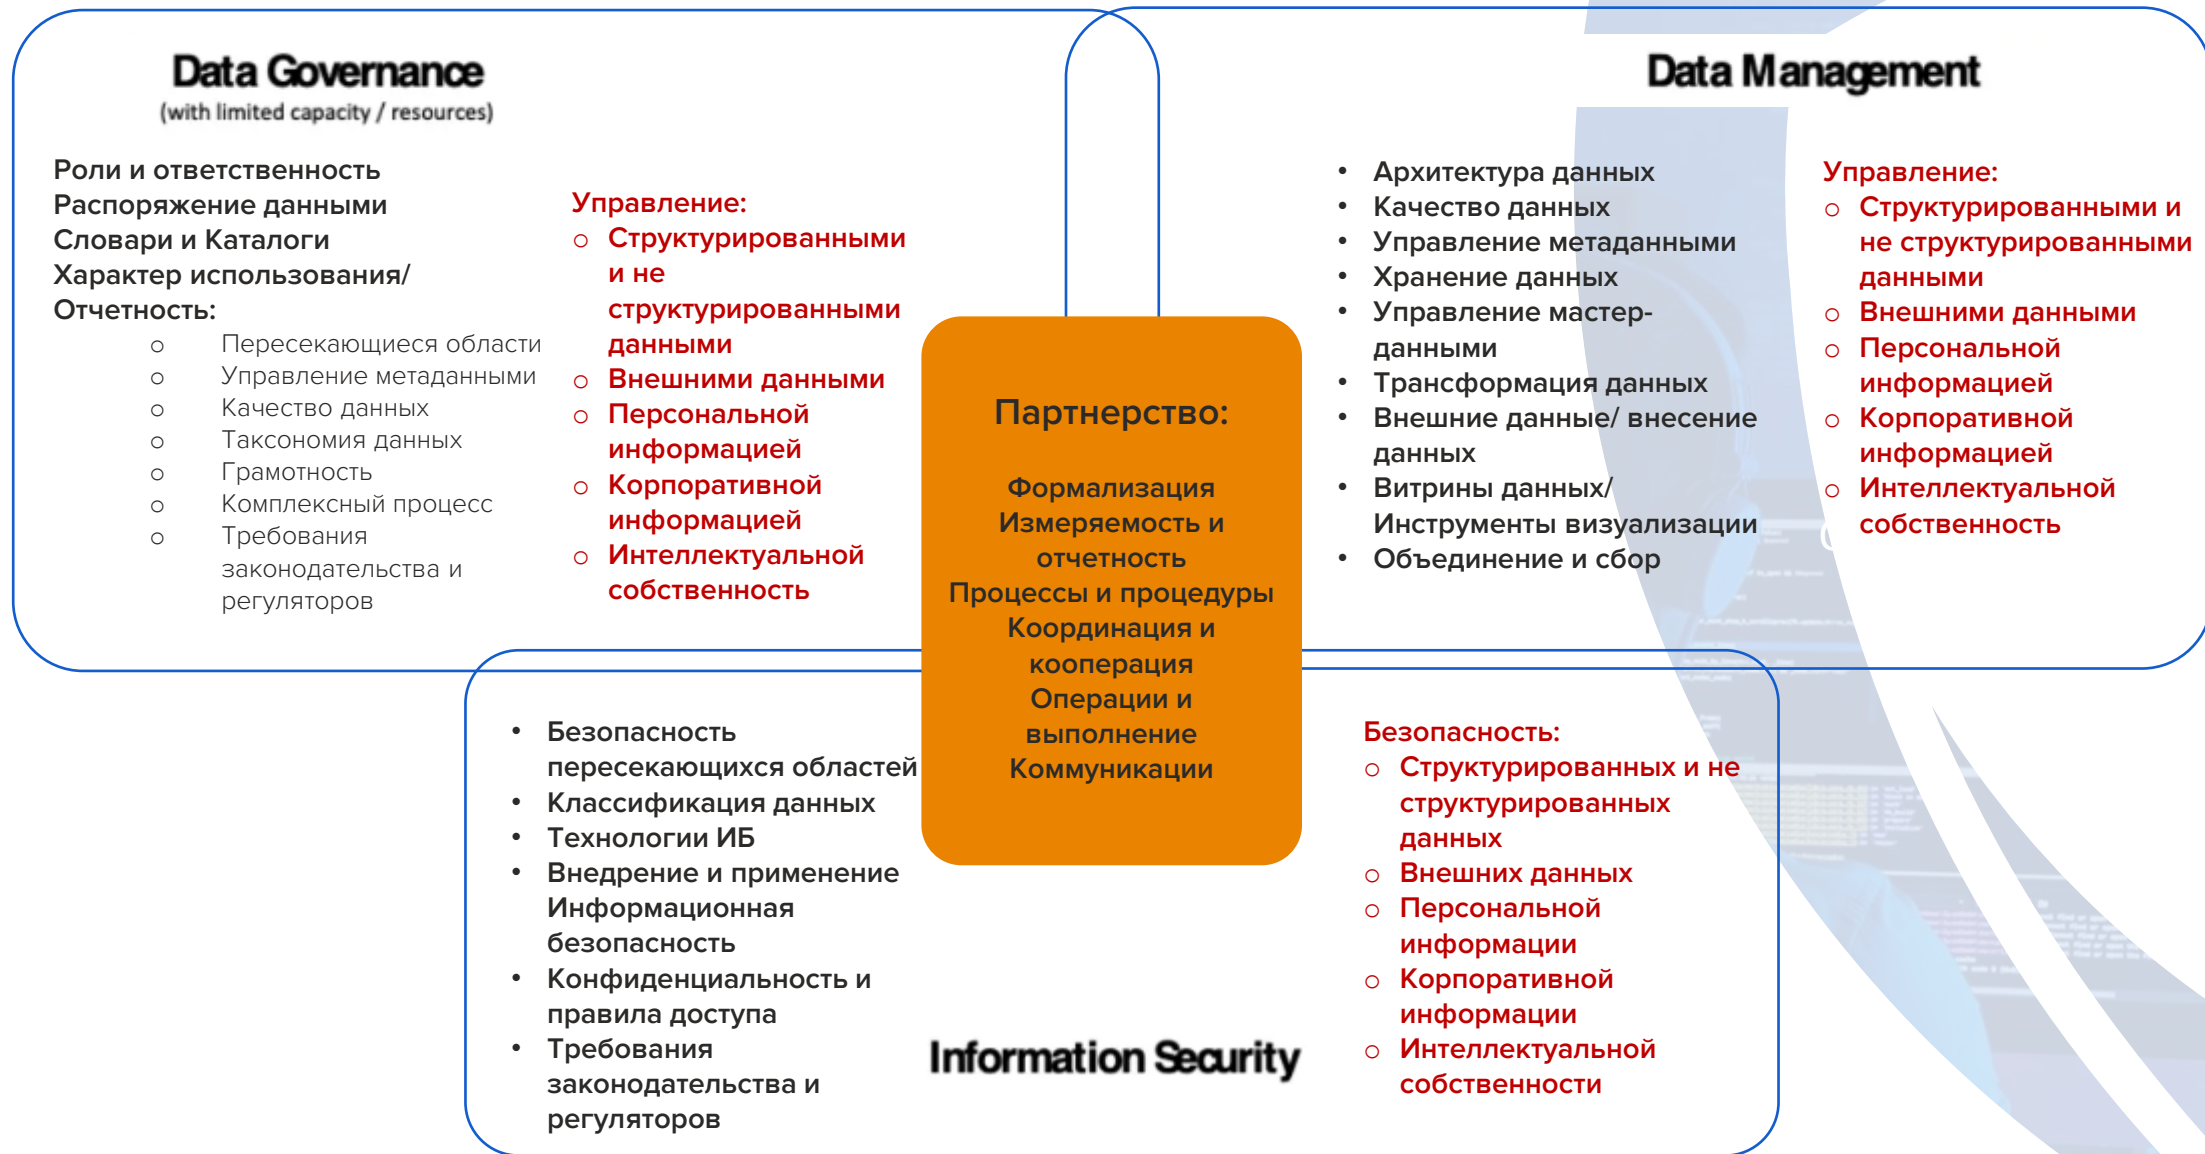 Data Governance
(with limited capacity / resources)
Роли и ответственность
Распоряжение данными
Словари и Каталоги
Характер использования/
Отчетность:
o Пересекающиеся области
o Управление метаданными
o Качество данных
o Таксономия данных
o Грамотность
o Комплексный процесс
o Требования
законодательства и
регуляторов
Управление:
o Структурированными
и не
структурированными
данными
o Внешними данными
o Персональной
информацией
o Корпоративной
информацией
o Интеллектуальной
собственность
Партнерство:
Формализация
Измеряемость и
отчетность
Процессы и процедуры
Координация и
кооперация
Операции и
выполнение
Коммуникации
Data Management
• Архитектура данных
• Качество данных
• Управление метаданными
• Хранение данных
• Управление мастер-
данными
• Трансформация данных
• Внешние данные/ внесение
данных
• Витрины данных/
Инструменты визуализации
• Объединение и сбор
Управление:
o Структурированными и
не структурированными
данными
o Внешними данными
o Персональной
информацией
o Корпоративной
информацией
o Интеллектуальной
собственность
• Безопасность
пересекающихся областей
• Классификация данных
• Технологии ИБ
• Внедрение и применение
Информационная
безопасность
• Конфиденциальность и
правила доступа
• Требования
законодательства и
регуляторов
Information Security
Безопасность:
o Структурированных и не
структурированных
данных
o Внешних данных
o Персональной
информации
o Корпоративной
информации
o Интеллектуальной
собственности